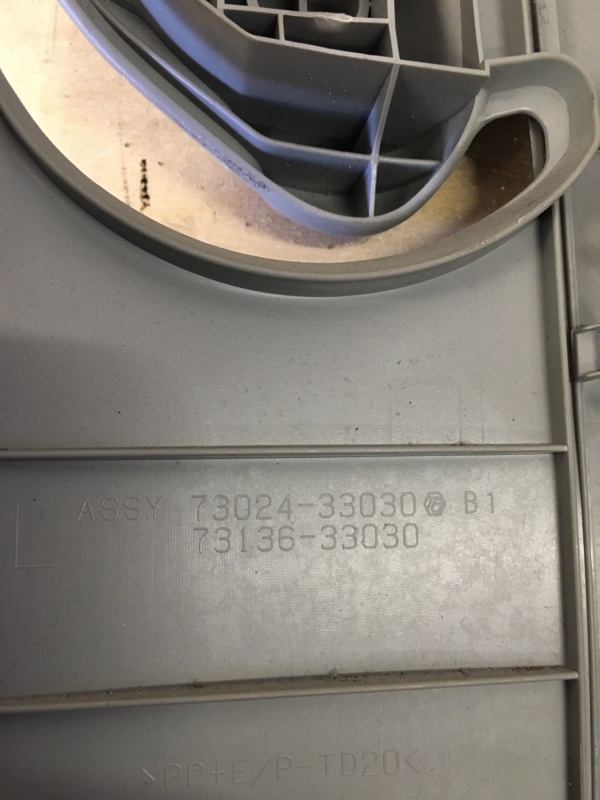 ASSY 73024-33030 B1
73136-33030
L
>PP+E/P-TD20<